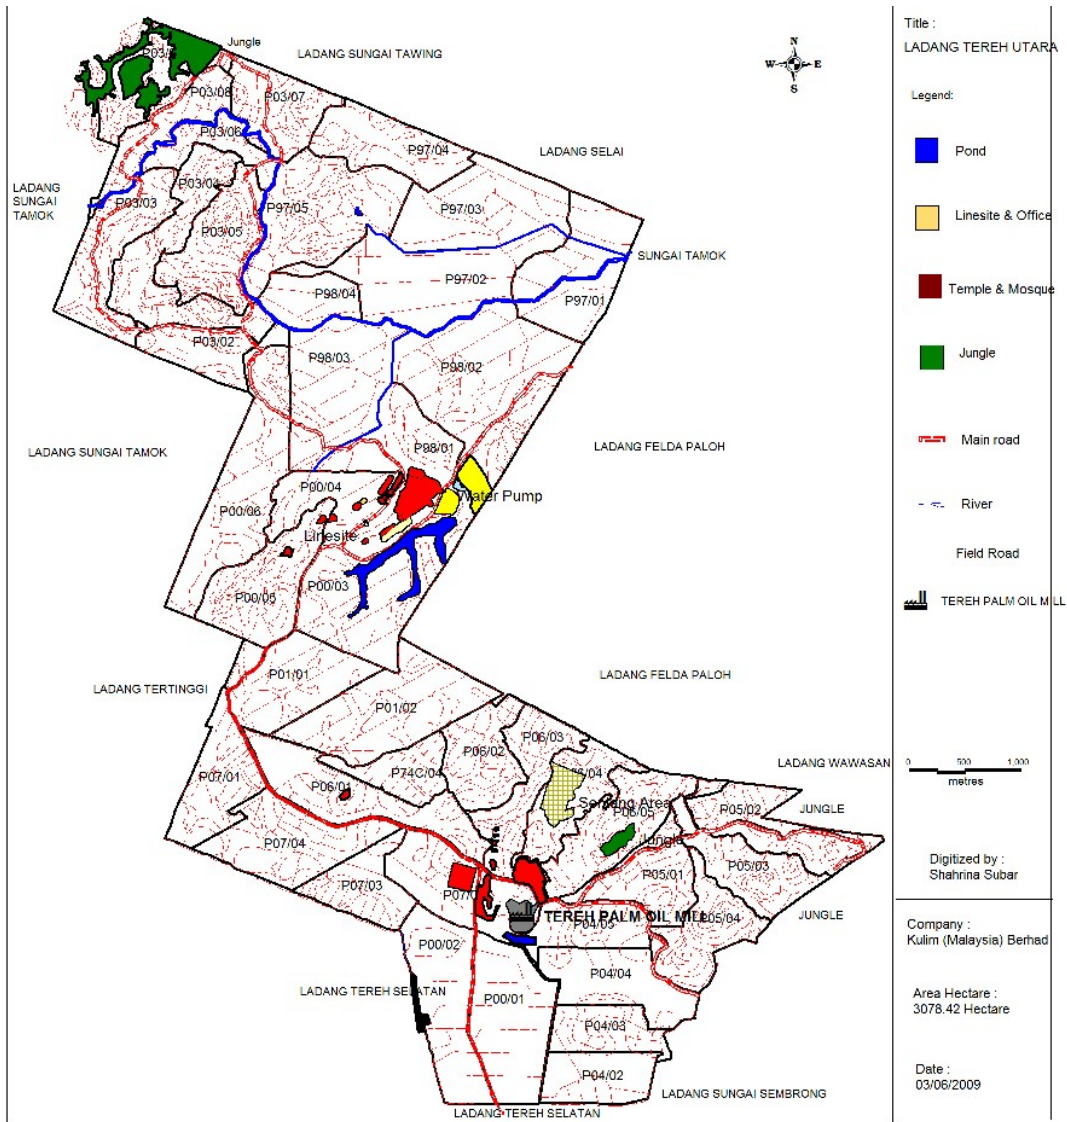 Jungle
LADANG SUNGAI TAWING
N
W
E
S
P03/08
P03/07
P03/06
P97/04
LADANG SELAI
LADANG
SUNGAI
TAMOK
P03/04
P03/03
P97/05
P97/03
P03/05
SUNGAI TAMOK
P97/02
P98/04
P97/01
P03/02
P98/03
P98/02
LADANG SUNGAI TAMOK
P98/01
LADANG FELDA PALOH
P00/04
Water Pump
P00/06
Linesite
P00/03
P00/05
P01/01
LADANG FELDA PALOH
LADANG TERTINGGI
P01/02
P06/03
P06/02
LADANG WAWASAN
P07/01
P74C/04
P06/01
P05/02
JUNGLE
P06/05
P07/04
Jungle
P05/03
P07/03
P05/01
TEREH PALM OIL MILL
P05/04
JUNGLE
P04/05
P00/02
P04/04
LADANG TEREH SELATAN
P00/01
P04/03
P04/02
LADANG SUNGAI SEMBRONG
LADANG TEREH SELATAN
Title :
LADANG TEREH UTARA
Legend:
Pond
Linesite & Office
Temple & Mosque
Jungle
Main road
River
Field Road
TEREH PALM OIL MILL
0 500 1,000
metres
Digitized by :
Shahrina Subar
Company :
Kulim (Malaysia) Berhad
Area Hectare :
3078.42 Hectare
Date :
03/06/2009